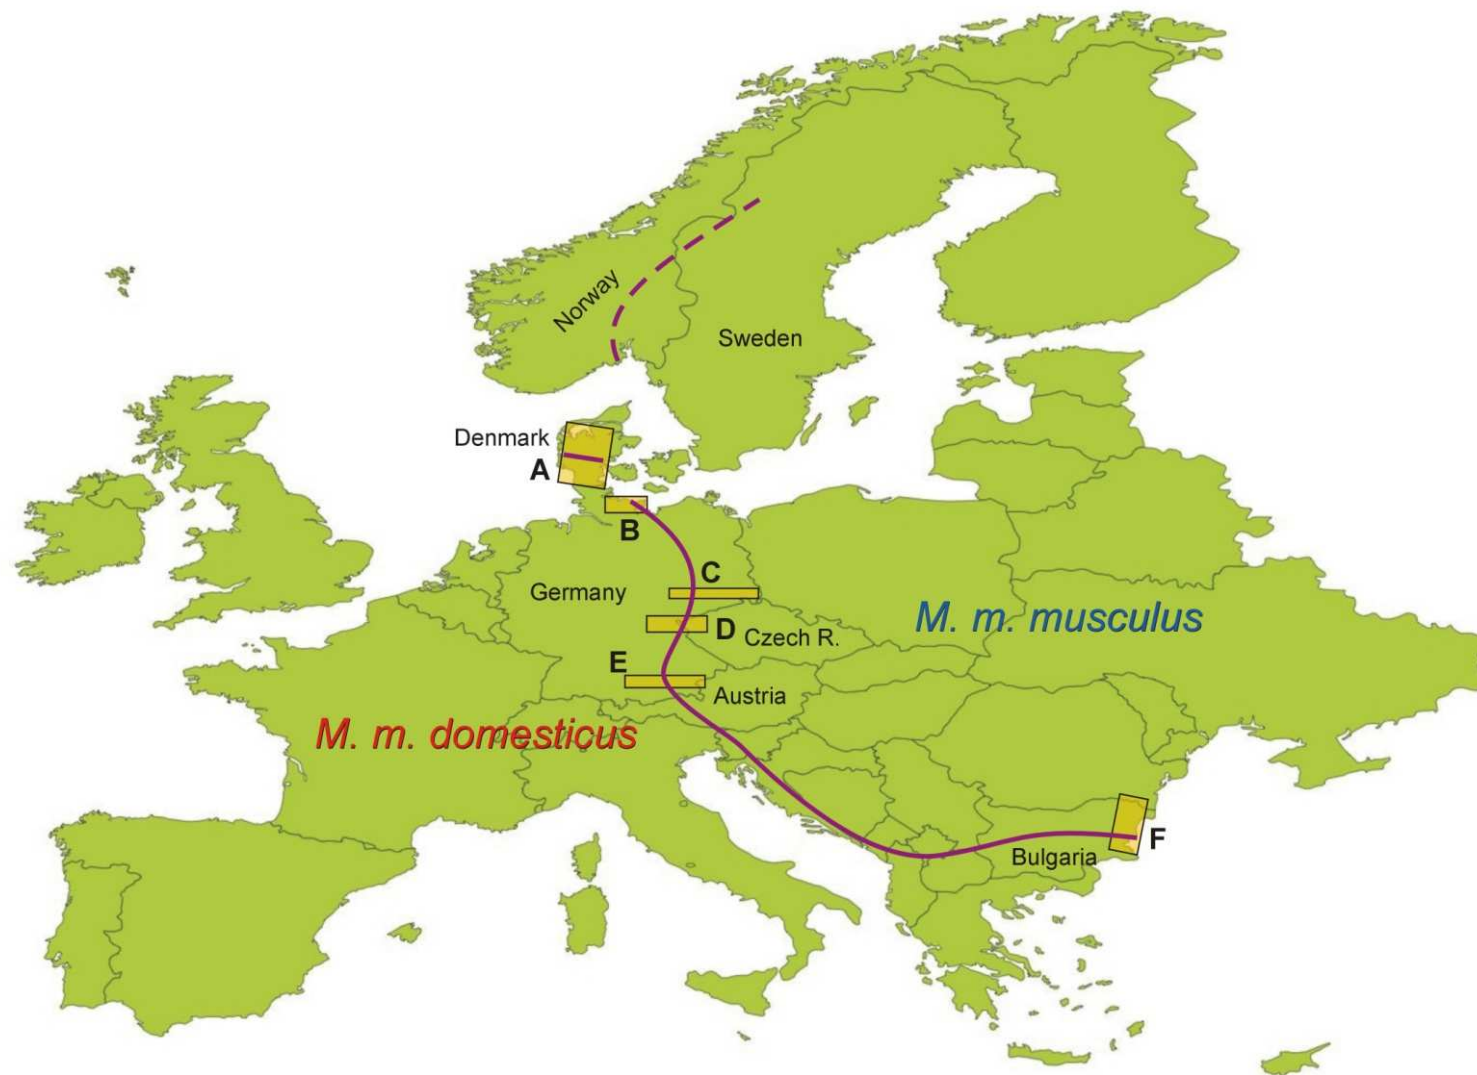 Norway
Sweden
Denmark
A
B
C
Germany
M. m. musculus
D
Czech R.
E
Austria
M. m. domesticus
F
Bulgaria